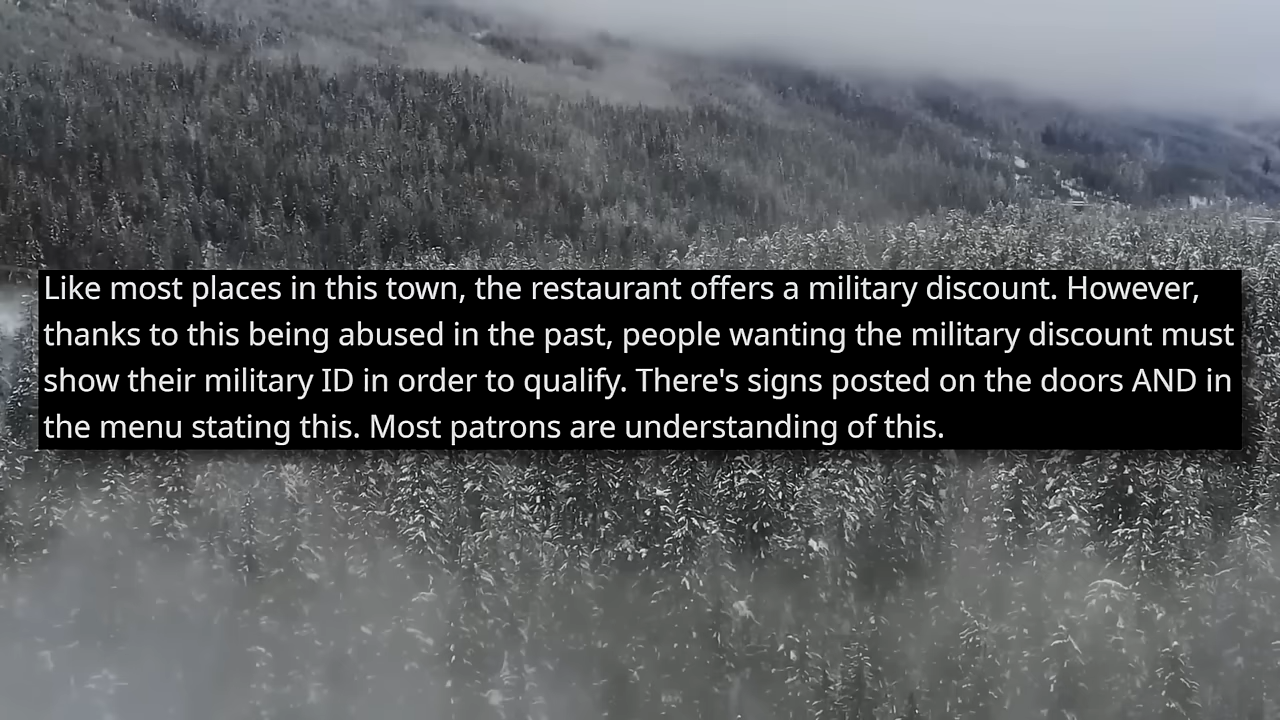 Like most places in this town, the restaurant offers a military discount. However,
thanks to this being abused in the past, people wanting the military discount must
show their military ID in order to qualify. There's signs posted on the doors AND in
the menu stating this. Most patrons are understanding of this.